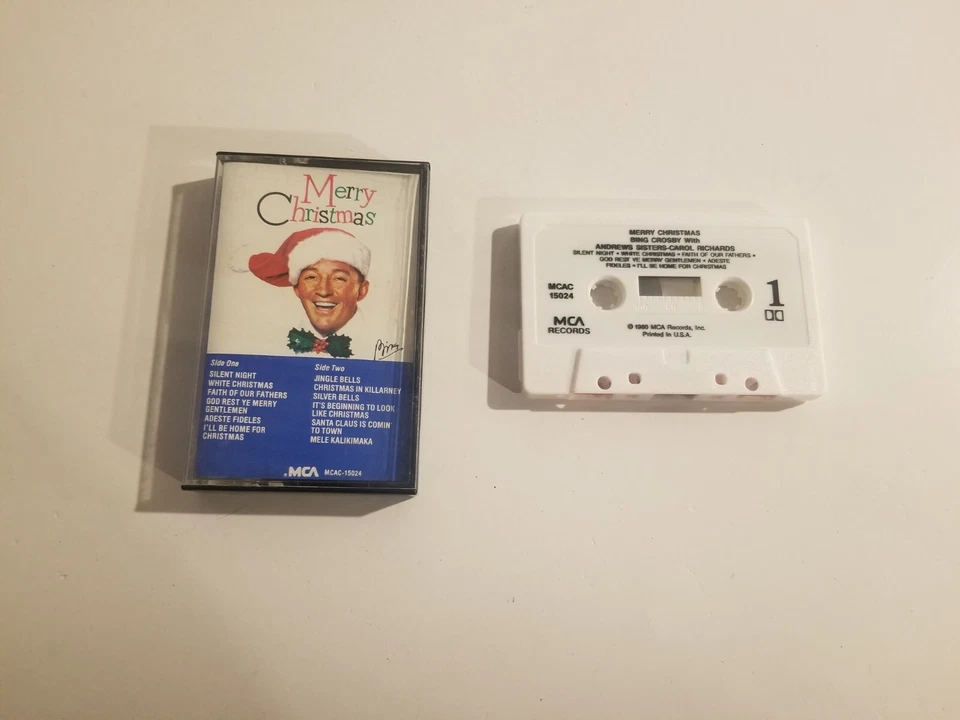 Merry
Christmas
Bing
Side One
SILENT NIGHT
WHITE CHRISTMAS
FAITH OF OUR FATHERS
GOD REST YE MERRY
GENTLEMEN
ADESTE FIDELES
I'LL BE HOME FOR
CHRISTMAS
Side Two
JINGLE BELLS
CHRISTMAS IN KILLARNEY
SILVER BELLS
IT'S BEGINNING TO LOOK
LIKE CHRISTMAS
SANTA CLAUS IS COMIN'
TO TOWN
MELE KALIKIMAKA
MCA MCAC-15024
MERRY CHRISTMAS
BING CROSBY With
ANDREWS SISTERS-CAROL RICHARDS
SILENT NIGHT • WHITE CHRISTMAS • FAITH OF OUR FATHERS •
GOD REST YE MERRY GENTLEMEN • ADESTE
FIDELES • I'LL BE HOME FOR CHRISTMAS
MCAC
15024
1
MCA
RECORDS
© 1980 MCA Records, Inc.
Printed in U.S.A.